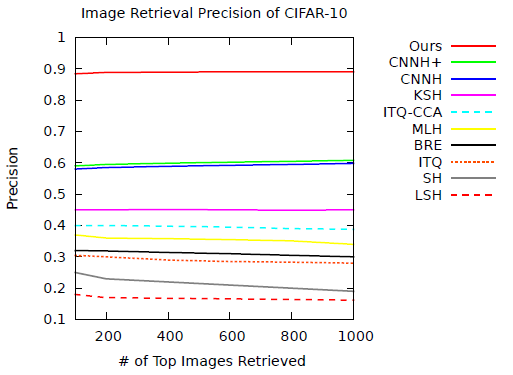 Image Retrieval Precision of CIFAR-10
1
0.9
0.8
0.7
0.6
0.5
0.4
0.3
0.2
0.1
200
400
600
800
1000
Precision
# of Top Images Retrieved
Ours
CNNH+
CNNH
KSH
ITQ-CCA
MLH
BRE
ITQ
SH
LSH